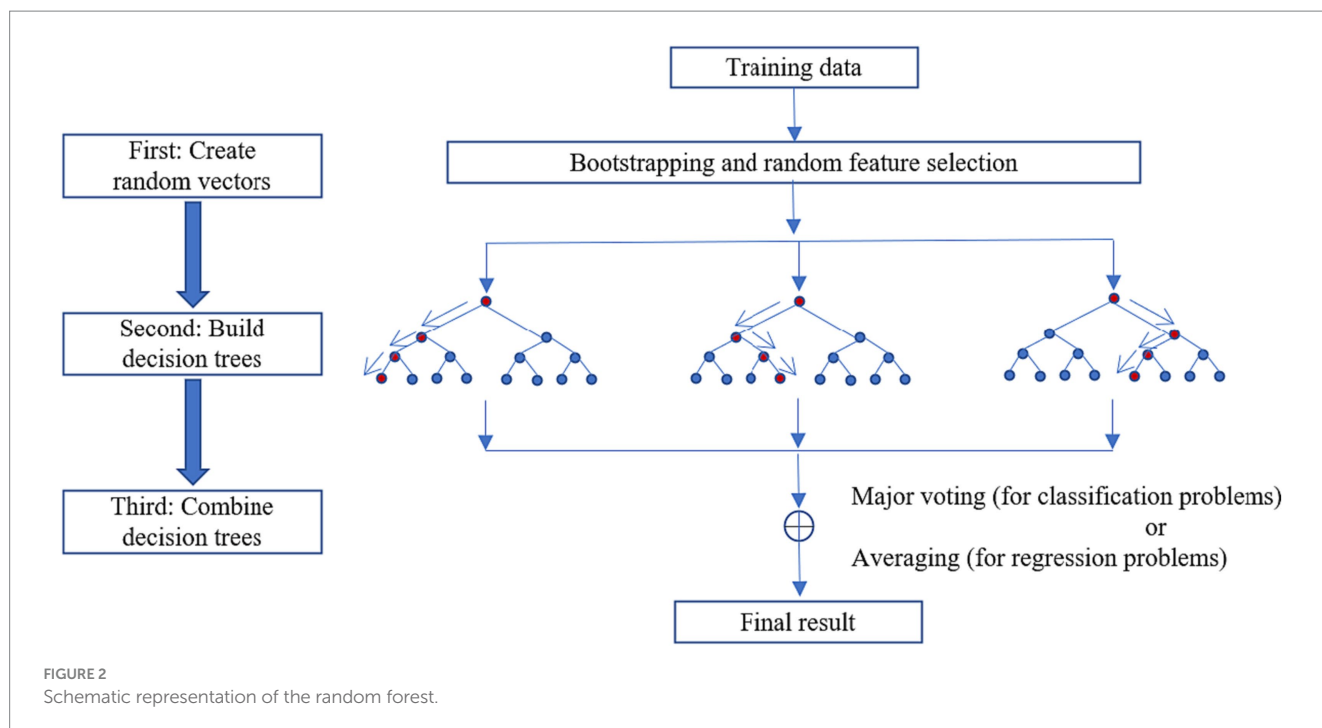 First: Create
random vectors
Second: Build
decision trees
Third: Combine
decision trees
Training data
Bootstrapping and random feature selection
Major voting (for classification problems)
or
Averaging (for regression problems)
Final result
FIGURE 2
Schematic representation of the random forest.